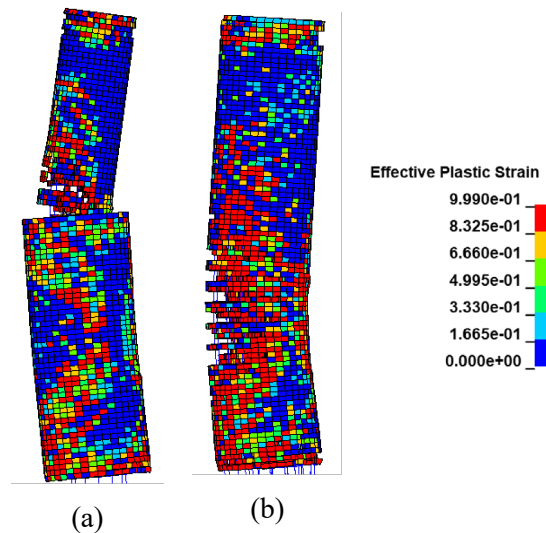 Effective Plastic Strain
9.990e-01
8.325e-01
6.660e-01
4.995e-01
3.330e-01
1.665e-01
0.000e+00
(a)
(b)